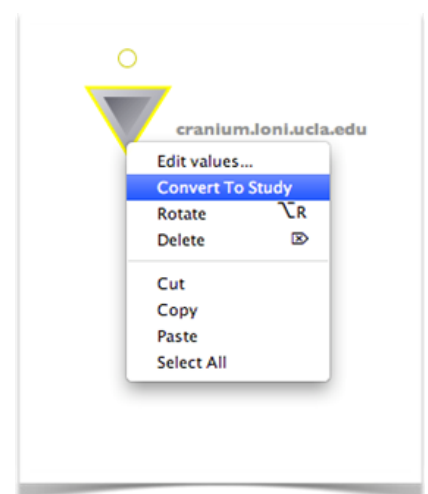 cranium.loni.ucla.edu
Edit values...
Convert To Study
Rotate ⌥R
Delete ⌦
Cut
Copy
Paste
Select All